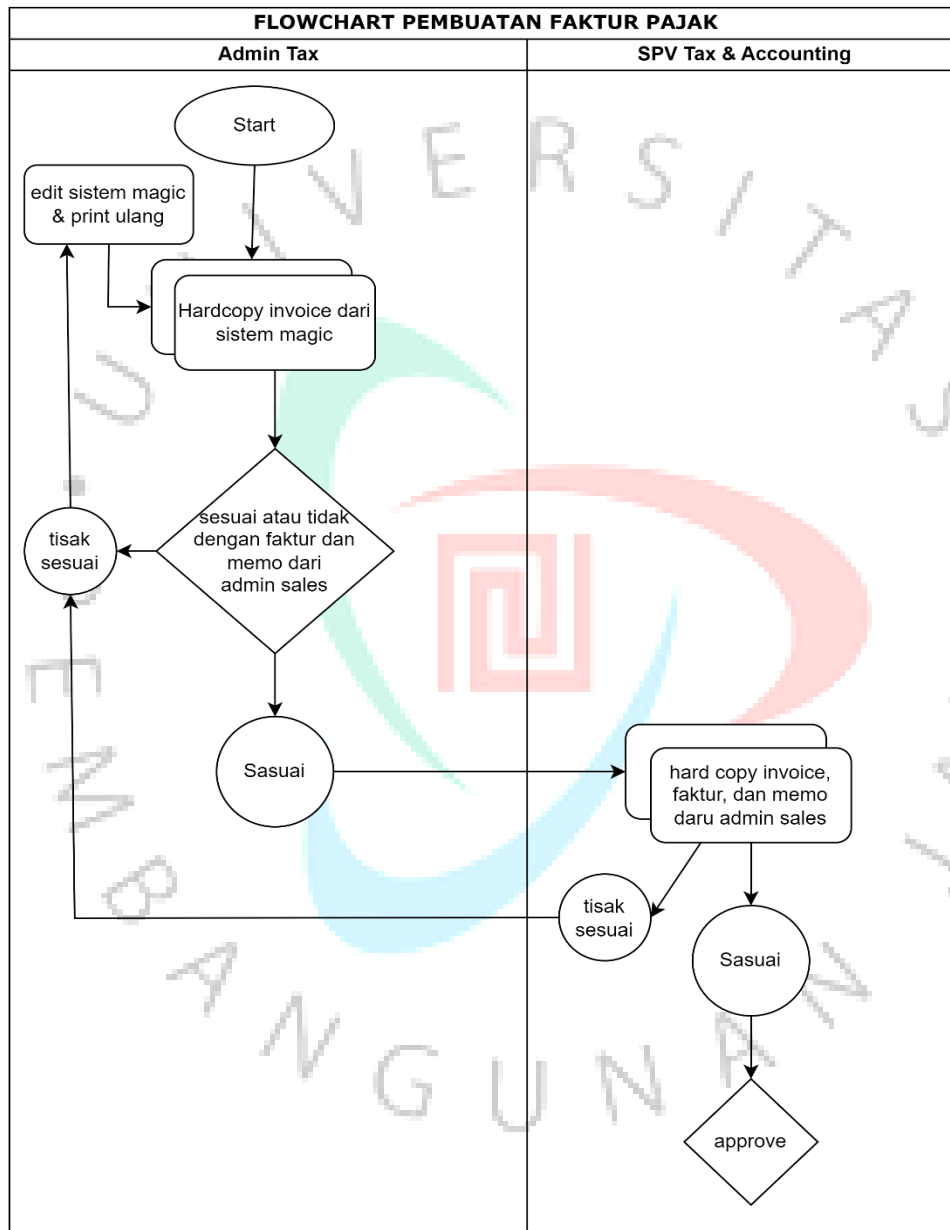 FLOWCHART PEMBUATAN FAKTUR PAJAK
Admin Tax
SPV Tax & Accounting
Start
edit sistem magic
& print ulang
Hardcopy invoice dari
sistem magic
sesuai atau tidak
dengan faktur dan
memo dari
admin sales
tisak
sesuai
Sasuai
hard copy invoice,
faktur, dan memo
daru admin sales
tisak
sesuai
Sasuai
approve
UNIVERSITAS
PEMBANGUNAN